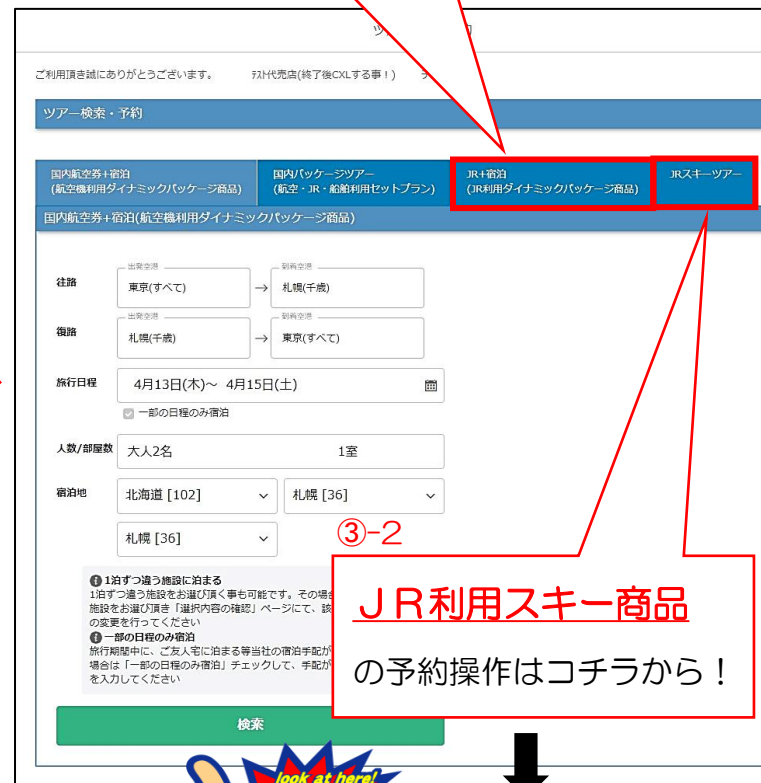 ご利用頂き誠にありがとうございます。 ﾃｽﾄ代売店(終了後CXLする事！)
ツアー検索・予約
国内航空券+宿泊
(航空機利用ダイナミックパッケージ商品)
国内パッケージツアー
(航空・JR・船舶利用セットプラン)
JR+宿泊
(JR利用ダイナミックパッケージ商品)
JRスキーツアー
国内航空券+宿泊(航空機利用ダイナミックパッケージ商品)
往路
出発空港
東京(すべて)
→
到着空港
札幌(千歳)
復路
出発空港
札幌(千歳)
→
到着空港
東京(すべて)
旅行日程
4月13日(木)～ 4月15日(土)
一部の日程のみ宿泊
人数/部屋数
大人2名 1室
宿泊地
北海道 [102]
札幌 [36]
札幌 [36]
③-2
1泊ずつ違う施設に泊まる
1泊ずつ違う施設をお選び頂く事も可能です。その場合
施設をお選び頂き「選択内容の確認」ページにて、該
の変更を行ってください
一部の日程のみ宿泊
旅行期間中に、ご友人宅に泊まる等当社の宿泊手配が
場合は「一部の日程のみ宿泊」チェックして、手配が
を入力してください
ＪＲ利用スキー商品
の予約操作はコチラから！
検索
look at here!